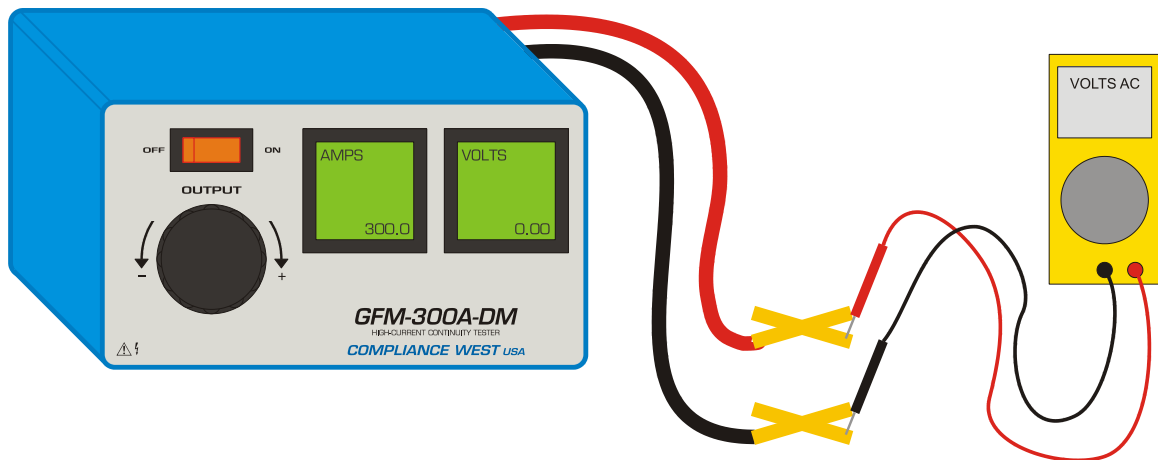 OFF
ON
OUTPUT
-
+
AMPS
300.0
VOLTS
0.00
GFM-300A-DM
HIGH-CURRENT CONTINUITY TESTER
COMPLIANCE WEST USA
VOLTS AC